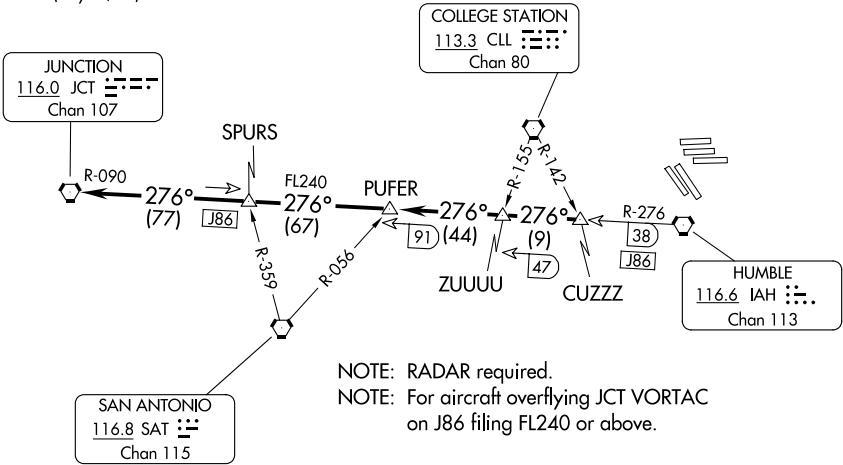 COLLEGE STATION
113.3 CLL
Chan 80
JUNCTION
116.0 JCT
Chan 107
SPURS
R-090
276°
(77)
J86
FL240
276°
(67)
PUFER
91
276°
(44)
R-155
R-142
276°
(9)
47
ZUUUU
CUZZZ
R-276
38
J86
R-359
R-056
HUMBLE
116.6 IAH
Chan 113
SAN ANTONIO
116.8 SAT
Chan 115
NOTE: RADAR required.
NOTE: For aircraft overflying JCT VORTAC
on J86 filing FL240 or above.